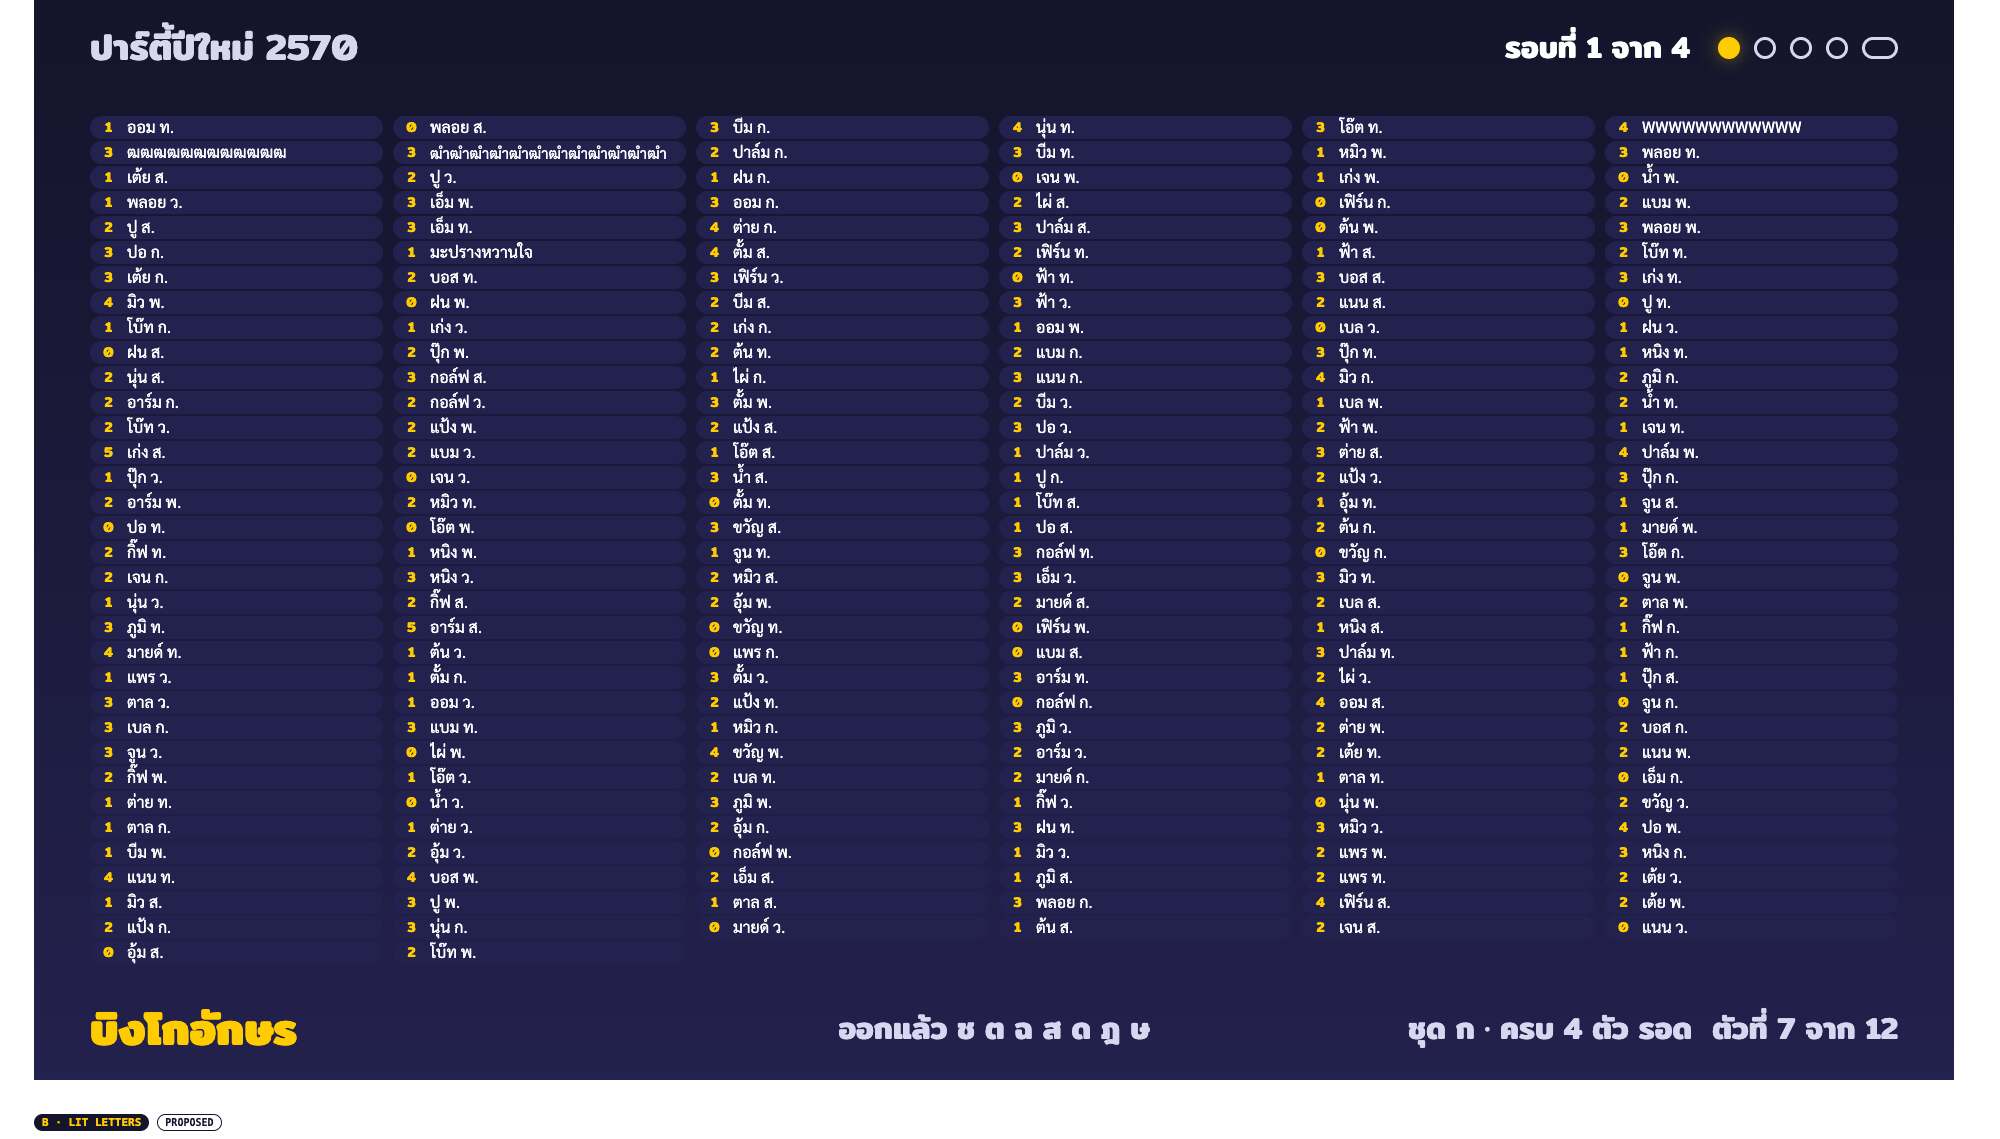 ปาร์ตี้ปีใหม่ 2570
รอบที่ 1 จาก 4
1 ออม ท.
3 ฒฒฒฒฒฒฒฒฒฒฒฒ
1 เต้ย ส.
1 พลอย ว.
2 ปู ส.
3 ปอ ก.
3 เต้ย ก.
4 มิว พ.
1 โบ๊ท ก.
0 ฝน ส.
2 นุ่น ส.
2 อาร์ม ก.
2 โบ๊ท ว.
5 เก่ง ส.
1 ปุ๊ก ว.
2 อาร์ม พ.
0 ปอ ท.
2 กิ๊ฟ ท.
2 เจน ก.
1 นุ่น ว.
3 ภูมิ ท.
4 มายด์ ท.
1 แพร ว.
3 ตาล ว.
3 เบล ก.
3 จูน ว.
2 กิ๊ฟ พ.
1 ต่าย ท.
1 ตาล ก.
1 บีม พ.
4 แนน ท.
1 มิว ส.
2 แป้ง ก.
0 อุ้ม ส.
0 พลอย ส.
3 ฒำฒำฒำฒำฒำฒำฒำฒำฒำฒำฒำฒำ
2 ปู ว.
3 เอ็ม พ.
3 เอ็ม ท.
1 มะปรางหวานใจ
2 บอส ท.
0 ฝน พ.
1 เก่ง ว.
2 ปุ๊ก พ.
3 กอล์ฟ ส.
2 กอล์ฟ ว.
2 แป้ง พ.
2 แบม ว.
0 เจน ว.
2 หมิว ท.
0 โอ๊ต พ.
1 หนิง พ.
3 หนิง ว.
2 กิ๊ฟ ส.
5 อาร์ม ส.
1 ต้น ว.
1 ตั้ม ก.
1 ออม ว.
3 แบม ท.
0 ไผ่ พ.
1 โอ๊ต ว.
0 น้ำ ว.
1 ต่าย ว.
2 อุ้ม ว.
4 บอส พ.
3 ปู พ.
3 นุ่น ก.
2 โบ๊ท พ.
3 บีม ก.
2 ปาล์ม ก.
1 ฝน ก.
3 ออม ก.
4 ต่าย ก.
4 ตั้ม ส.
3 เฟิร์น ว.
2 บีม ส.
2 เก่ง ก.
2 ต้น ท.
1 ไผ่ ก.
3 ตั้ม พ.
2 แป้ง ส.
1 โอ๊ต ส.
3 น้ำ ส.
0 ตั้ม ท.
3 ขวัญ ส.
1 จูน ท.
2 หมิว ส.
2 อุ้ม พ.
0 ขวัญ ท.
0 แพร ก.
3 ตั้ม ว.
2 แป้ง ท.
1 หมิว ก.
4 ขวัญ พ.
2 เบล ท.
3 ภูมิ พ.
2 อุ้ม ก.
0 กอล์ฟ พ.
2 เอ็ม ส.
1 ตาล ส.
0 มายด์ ว.
4 นุ่น ท.
3 บีม ท.
0 เจน พ.
2 ไผ่ ส.
3 ปาล์ม ส.
2 เฟิร์น ท.
0 ฟ้า ท.
3 ฟ้า ว.
1 ออม พ.
2 แบม ก.
3 แนน ก.
2 บีม ว.
3 ปอ ว.
1 ปาล์ม ว.
1 ปู ก.
1 โบ๊ท ส.
1 ปอ ส.
3 กอล์ฟ ท.
3 เอ็ม ว.
2 มายด์ ส.
0 เฟิร์น พ.
0 แบม ส.
3 อาร์ม ท.
0 กอล์ฟ ก.
3 ภูมิ ว.
2 อาร์ม ว.
2 มายด์ ก.
1 กิ๊ฟ ว.
3 ฝน ท.
1 มิว ว.
1 ภูมิ ส.
3 พลอย ก.
1 ต้น ส.
3 โอ๊ต ท.
1 หมิว พ.
1 เก่ง พ.
0 เฟิร์น ก.
0 ต้น พ.
1 ฟ้า ส.
3 บอส ส.
2 แนน ส.
0 เบล ว.
3 ปุ๊ก ท.
4 มิว ก.
1 เบล พ.
2 ฟ้า พ.
3 ต่าย ส.
2 แป้ง ว.
1 อุ้ม ท.
2 ต้น ก.
0 ขวัญ ก.
3 มิว ท.
2 เบล ส.
1 หนิง ส.
3 ปาล์ม ท.
2 ไผ่ ว.
4 ออม ส.
2 ต่าย พ.
2 เต้ย ท.
1 ตาล ท.
0 นุ่น พ.
3 หมิว ว.
2 แพร พ.
2 แพร ท.
4 เฟิร์น ส.
2 เจน ส.
4 WWWWWWWWWWWW
3 พลอย ท.
0 น้ำ พ.
2 แบม พ.
3 พลอย พ.
2 โบ๊ท ท.
3 เก่ง ท.
0 ปู ท.
1 ฝน ว.
1 หนิง ท.
2 ภูมิ ก.
2 น้ำ ท.
1 เจน ท.
4 ปาล์ม พ.
3 ปุ๊ก ก.
1 จูน ส.
1 มายด์ พ.
3 โอ๊ต ก.
0 จูน พ.
2 ตาล พ.
1 กิ๊ฟ ก.
1 ฟ้า ก.
1 ปุ๊ก ส.
0 จูน ก.
2 บอส ก.
2 แนน พ.
0 เอ็ม ก.
2 ขวัญ ว.
4 ปอ พ.
3 หนิง ก.
2 เต้ย ว.
2 เต้ย พ.
0 แนน ว.
บิงโกอักษร
ออกแล้ว ช ต ฉ ส ด ฎ ษ
ชุด ก · ครบ 4 ตัว รอด ตัวที่ 7 จาก 12
B · LIT LETTERS
PROPOSED